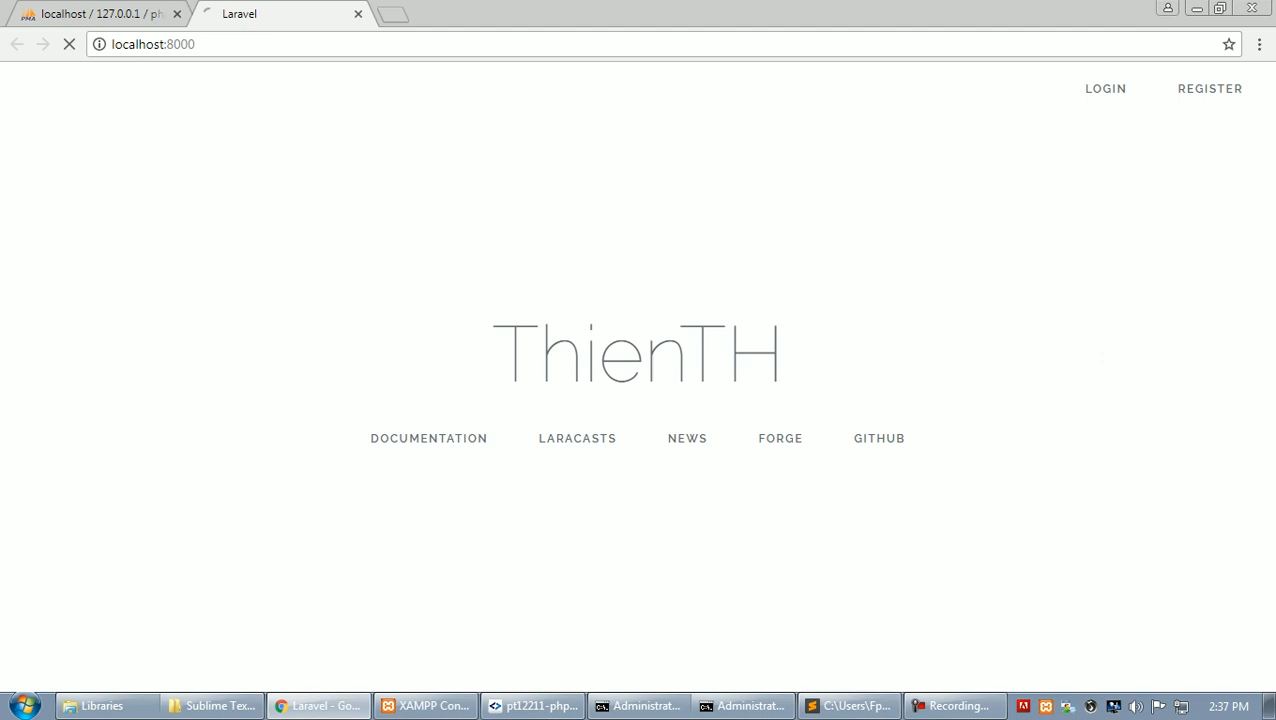 PMA localhost / 127.0.0.1 / ph
Laravel
localhost:8000
LOGIN REGISTER
ThienTH
DOCUMENTATION LARACASTS NEWS FORGE GITHUB
Libraries
Sublime Tex...
Laravel - Go...
XAMPP Con...
pt12211-php...
Administrat...
Administrat...
C:\Users\Fp...
Recording...
2:37 PM